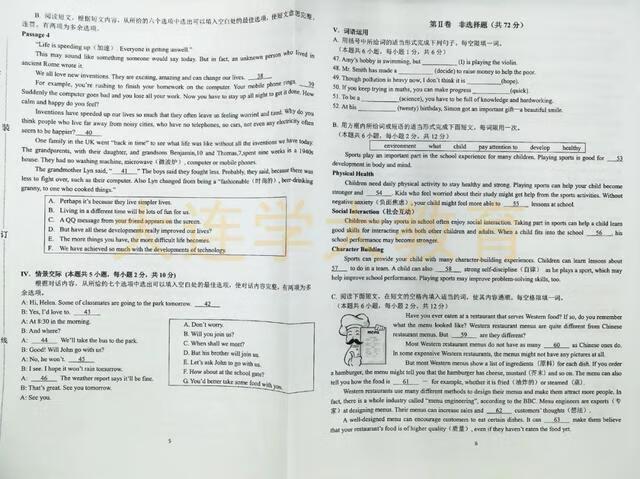 B. 阅读短文，根据短文内容，从所给的六个选项中选出可以填入空白处的最佳选项，使短文意思完整、
连贯，有两项为多余选项。
Passage 4
"Life is speeding up（加速）. Everyone is getting unwell."
This may sound like something someone would say today. But in fact, an unknown person who lived in
ancient Rome wrote it.
We all love new inventions. They are exciting, amazing and can change our lives. 38
For example, you're rushing to finish your homework on the computer. Your mobile phone rings. 39
Suddenly the computer goes bad and you lose all your work. Now you have to stay up all night to get it done. How
calm and happy do you feel?
Inventions have speeded up our lives so much that they often leave us feeling worried and tired. Why do you
think people who live far away from noisy cities, who have no telephones, no cars, not even any electricity often
seem to be happier? 40
One family in the UK went "back in time" to see what life was like without all the inventions we have today.
The grandparents, with their daughter, and grandsons Benjamin,10 and Thomas,7,spent nine weeks in a 1940s
house. They had no washing machine, microwave（微波炉）, computer or mobile phones.
The grandmother Lyn said, " 41 " The boys said they fought less. Probably, they said, because there was
less to fight over, such as their computer. Also Lyn changed from being a "fashionable（时尚的）, beer-drinking
granny, to one who cooked things."
A. Perhaps it's because they live simpler lives.
B. Living in a different time will be lots of fun for us.
C. A QQ message from your friend appears on the screen.
D. But have all these developments really improved our lives?
E. The more things you have, the more difficult life becomes.
F. We have achieved so much with the developments of technology.
IV. 情景交际 (本题共 5 小题，每小题 2 分，共 10 分)
根据对话内容，从所给的七个选项中选出可以填入空白处的最佳选项，使对话内容完整，有两项为多
余选项。
A: Hi, Helen. Some of classmates are going to the park tomorrow. 42
B: Yes, I'd love to. 43
A: At 8:30 in the morning.
B: And where?
A: 44 We'll take the bus to the park.
B: Good! Will John go with us?
A: No, he won't. 45
B: I see. I hope it won't rain tomorrow.
A: 46 The weather report says it'll be fine.
B: That's great. See you tomorrow.
A: See you.
A. Don't worry.
B. Will you join us?
C. When shall we meet?
D. But his brother will join us.
E. Let's ask John to go with us.
F. How about at the school gate?
G. You'd better take some food with you.
5
装
订
线
第Ⅱ卷 非选择题（共 72 分）
V. 词语运用
A. 用括号中所给词的适当形式完成下列句子，每空限填一词。
（本题共 6 小题，每小题 1 分，共 6 分）
47. Amy's hobby is swimming, but (I) is playing the violin.
48. Mr. Smith has made a (decide) to raise money to help the poor.
49. Though pollution is heavy now, I don't think it is (hope).
50. If you keep trying in maths, you can make progress (quick).
51. To be a (science), you have to be full of knowledge and hardworking.
52. At his (twenty) birthday, Simon got an important gift—a beautiful smile.
B. 用方框内所给词或短语的适当形式完成下面短文，每词限用一次。
（本题共 6 小题，每小题 2 分，共 12 分）
environment what child pay attention to develop healthy
Sports play an important part in the school experience for many children. Playing sports is good for 53
development in body and mind.
Physical Health
Children need daily physical activity to stay healthy and strong. Playing sports can help your child become
stronger and 54 . Kids who feel worried about their study might get help from the sports activities. Without
negative anxiety（负面焦虑）, your child might feel more able to 55 lessons at school.
Social Interaction（社会互动）
Children who play sports in school often enjoy social interaction. Taking part in sports can help a child learn
good skills for interacting with both other children and adults. When a child fits into the school 56 , his
school performance may become stronger.
Character Building
Sports can provide your child with many character-building experiences. Children can learn lessons about
57 to do in a team. A child can also 58 strong self-discipline（自律） as he plays a sport, which may
help improve school performance. Playing sports may improve problem-solving skills, too.
C. 阅读下面短文，在短文的空格内填入适当的词，使其内容通顺，每空格限填一词。
（本题共 6 小题，每小题 2 分，共 12 分）
MENU
Have you ever eaten at a restaurant that serves Western food? If so, do you remember
what the menu looked like? Western restaurant menus are quite different from Chinese
restaurant menus. But 59 are they different?
Most Western restaurant menus do not have as many 60 as Chinese ones do.
In some expensive Western restaurants, the menus might not have any pictures at all.
But most Western menus show a list of ingredients（原料）for each dish. If you order
a hamburger, the menu might tell you that the hamburger has cheese, mustard（芥末）and so on. The menu can also
tell you how the food is 61 — for example, whether it is fried（油炸的）or steamed（蒸）.
Western restaurants use many different methods to design their menus and make them attract more people. In
fact, there is a whole industry called "menu engineering", according to the BBC. Menu engineers are experts（专
家）at designing menus. Their menus can increase sales and 62 customers' thoughts（想法）.
A well-designed menu can encourage customers to eat certain dishes. It can 63 make them believe
that your restaurant's food is of higher quality（质量）, even if they haven't eaten the food yet.
6